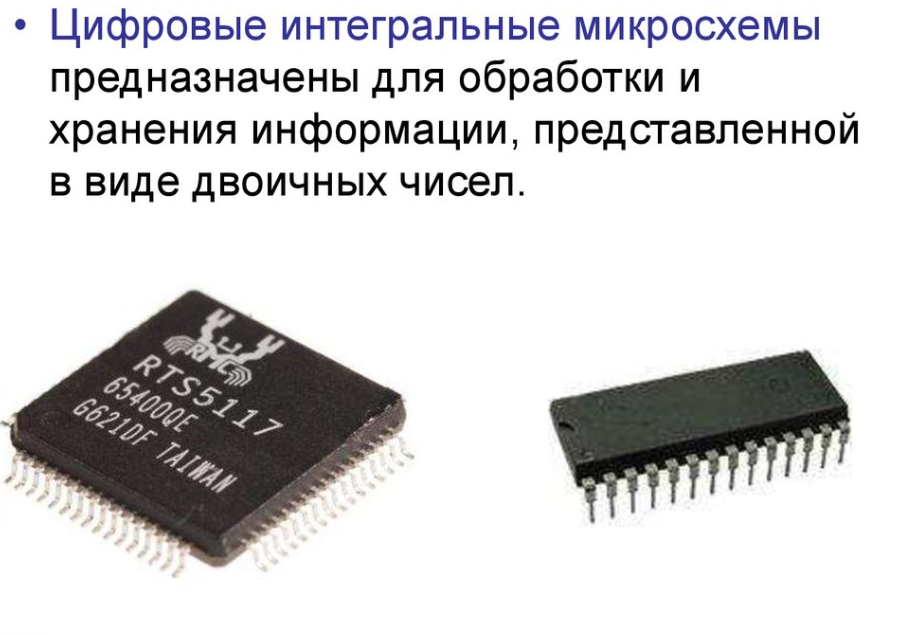 • Цифровые интегральные микросхемы
предназначены для обработки и
хранения информации, представленной
в виде двоичных чисел.
RTS5117
65400QE
G621DF TAIWAN